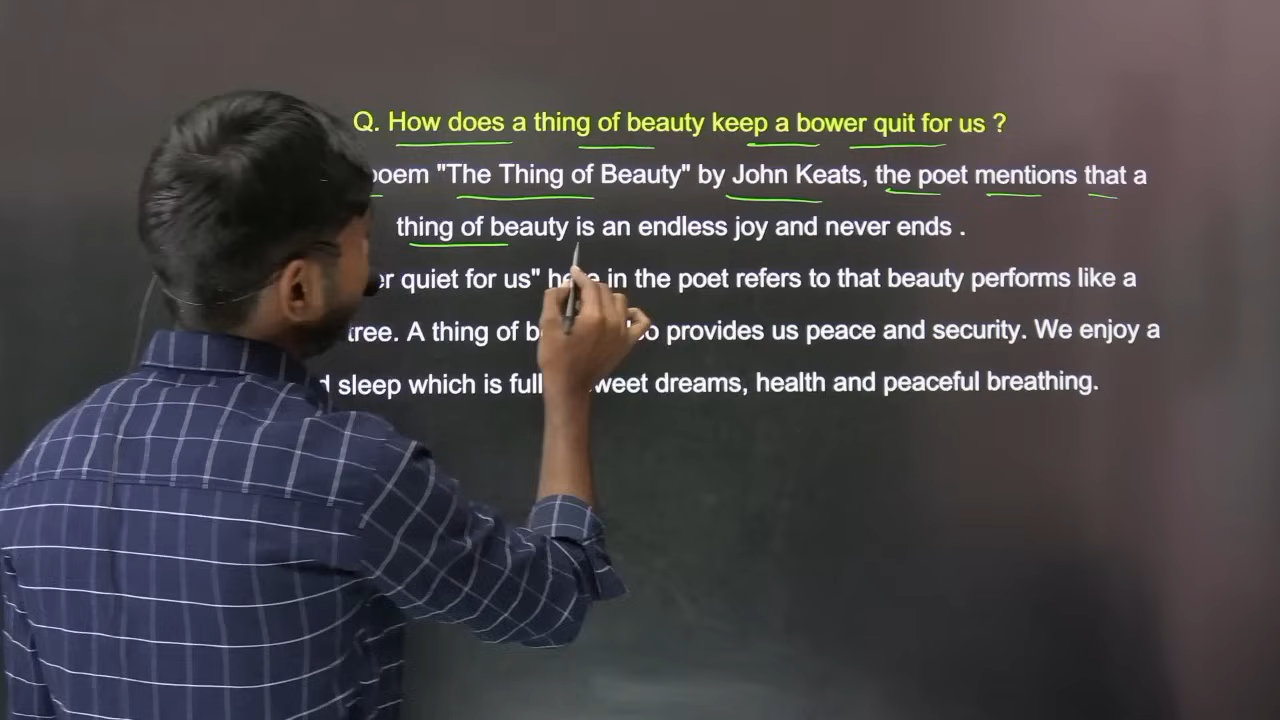 Q. How does a thing of beauty keep a bower quit for us ?
poem "The Thing of Beauty" by John Keats, the poet mentions that a
thing of beauty is an endless joy and never ends .
quiet for us" here in the poet refers to that beauty performs like a
tree. A thing of provides us peace and security. We enjoy a
sleep which is full dreams, health and peaceful breathing.